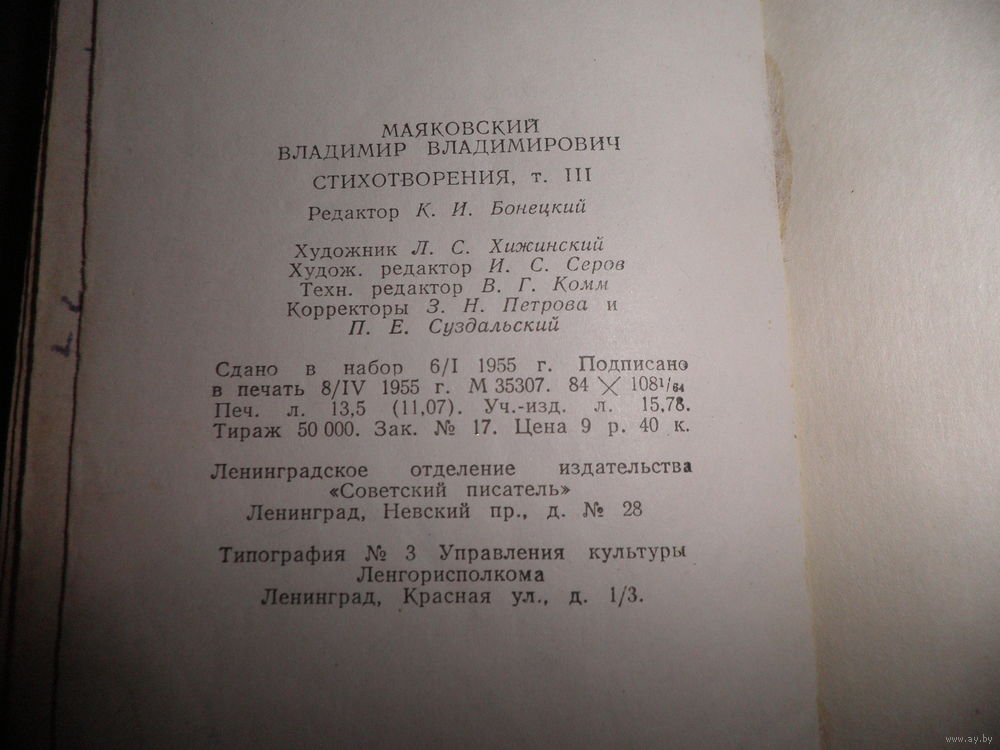 МАЯКОВСКИЙ
ВЛАДИМИР ВЛАДИМИРОВИЧ
СТИХОТВОРЕНИЯ, т. III
Редактор К. И. Бонецкий
Художник Л. С. Хижинский
Худож. редактор И. С. Серов
Техн. редактор В. Г. Комм
Корректоры З. Н. Петрова и
П. Е. Суздальский
Сдано в набор 6/I 1955 г. Подписано
в печать 8/IV 1955 г. М 35307. 84 × 108 1/64
Печ. л. 13,5 (11,07). Уч.-изд. л. 15,78.
Тираж 50 000. Зак. № 17. Цена 9 р. 40 к.
Ленинградское отделение издательства
«Советский писатель»
Ленинград, Невский пр., д. № 28
Типография № 3 Управления культуры
Ленгорисполкома
Ленинград, Красная ул., д. 1/3.
www.ay.by